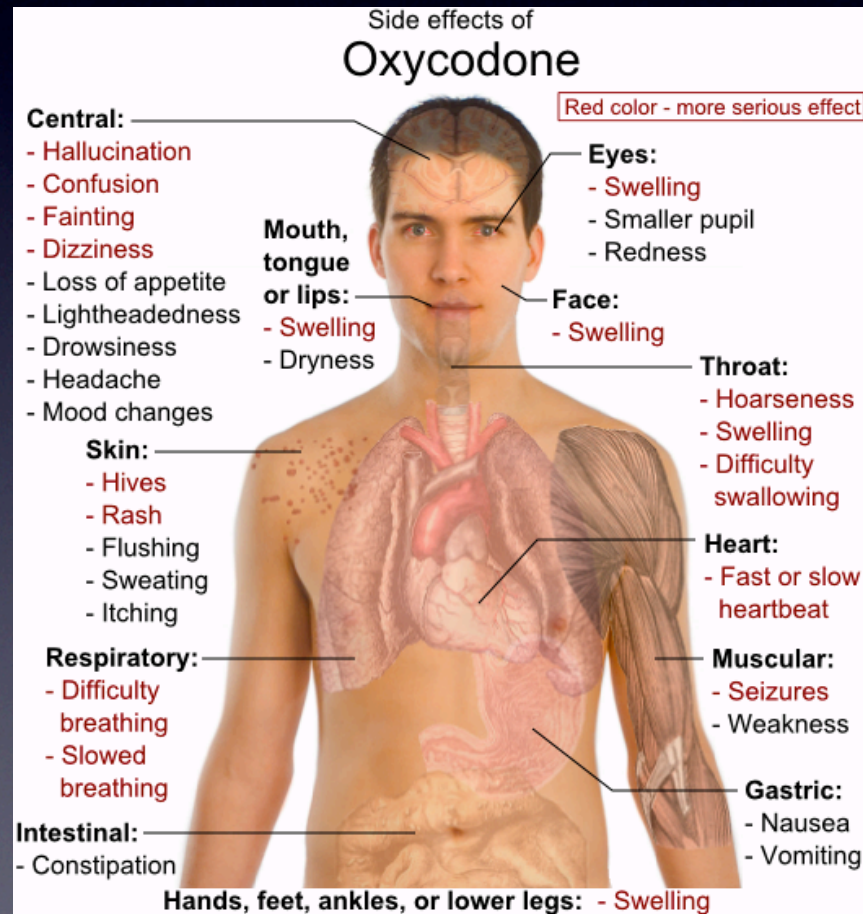 Side effects of
Oxycodone
Red color - more serious effect
Central:
- Hallucination
- Confusion
- Fainting
- Dizziness
- Loss of appetite
- Lightheadedness
- Drowsiness
- Headache
- Mood changes
Eyes:
- Swelling
- Smaller pupil
- Redness
Mouth,
tongue
or lips:
- Swelling
- Dryness
Face:
- Swelling
Throat:
- Hoarseness
- Swelling
- Difficulty
swallowing
Skin:
- Hives
- Rash
- Flushing
- Sweating
- Itching
Heart:
- Fast or slow
heartbeat
Respiratory:
- Difficulty
breathing
- Slowed
breathing
Muscular:
- Seizures
- Weakness
Gastric:
- Nausea
- Vomiting
Intestinal:
- Constipation
Hands, feet, ankles, or lower legs: - Swelling